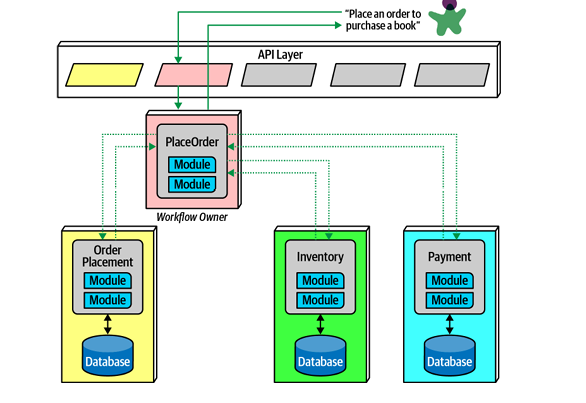 "Place an order to
purchase a book"
API Layer
PlaceOrder
Module
Module
Workflow Owner
Order
Placement
Module
Module
Database
Inventory
Module
Module
Database
Payment
Module
Module
Database